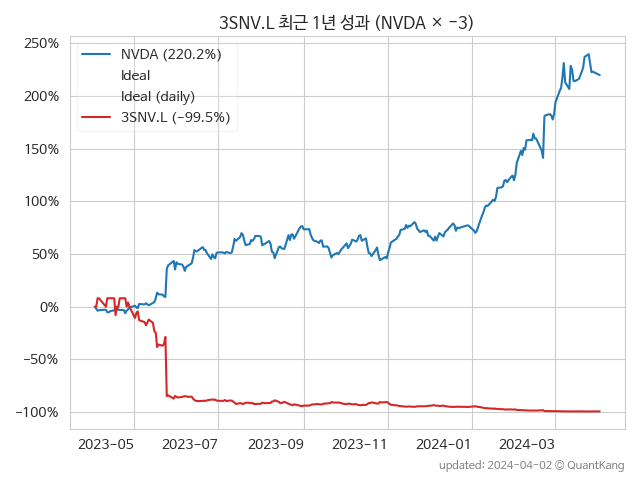 3SNV.L 최근 1년 성과 (NVDA × −3)
250%
200%
150%
100%
50%
0%
−50%
−100%
NVDA (220.2%)
Ideal
Ideal (daily)
3SNV.L (−99.5%)
2023−05
2023−07
2023−09
2023−11
2024−01
2024−03
updated: 2024−04−02 © QuantKang